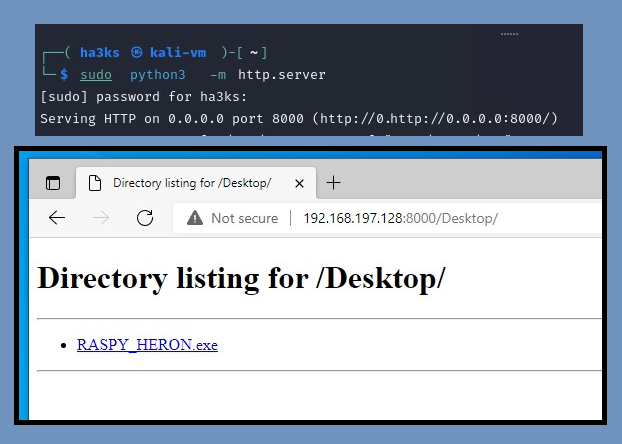 ┌──( ha3ks ㉿ kali-vm )-[ ~ ]
└─$ sudo python3 -m http.server
[sudo] password for ha3ks:
Serving HTTP on 0.0.0.0 port 8000 (http://0.http://0.0.0.0:8000/)
Directory listing for /Desktop/
Not secure | 192.168.197.128:8000/Desktop/
Directory listing for /Desktop/
• RASPY_HERON.exe